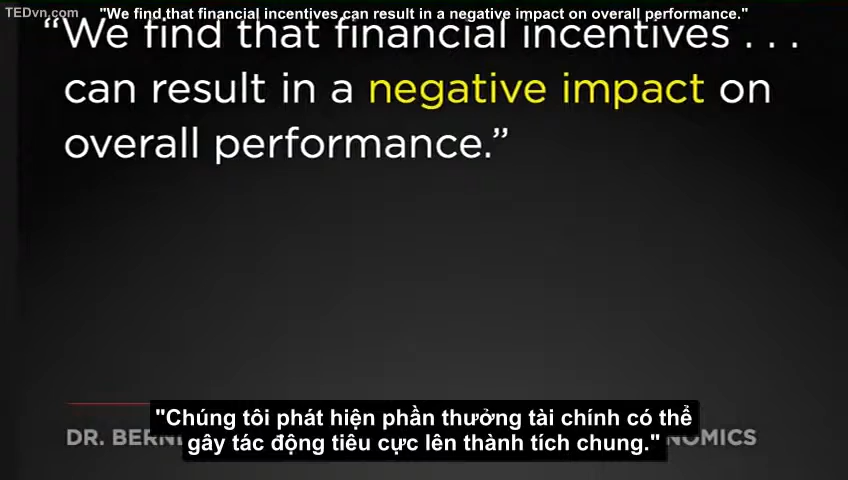 TEDvn.com
"We find that financial incentives can result in a negative impact on overall performance."
“We find that financial incentives . . .
can result in a negative impact on
overall performance.”
"Chúng tôi phát hiện phần thưởng tài chính có thể
gây tác động tiêu cực lên thành tích chung."
DR.